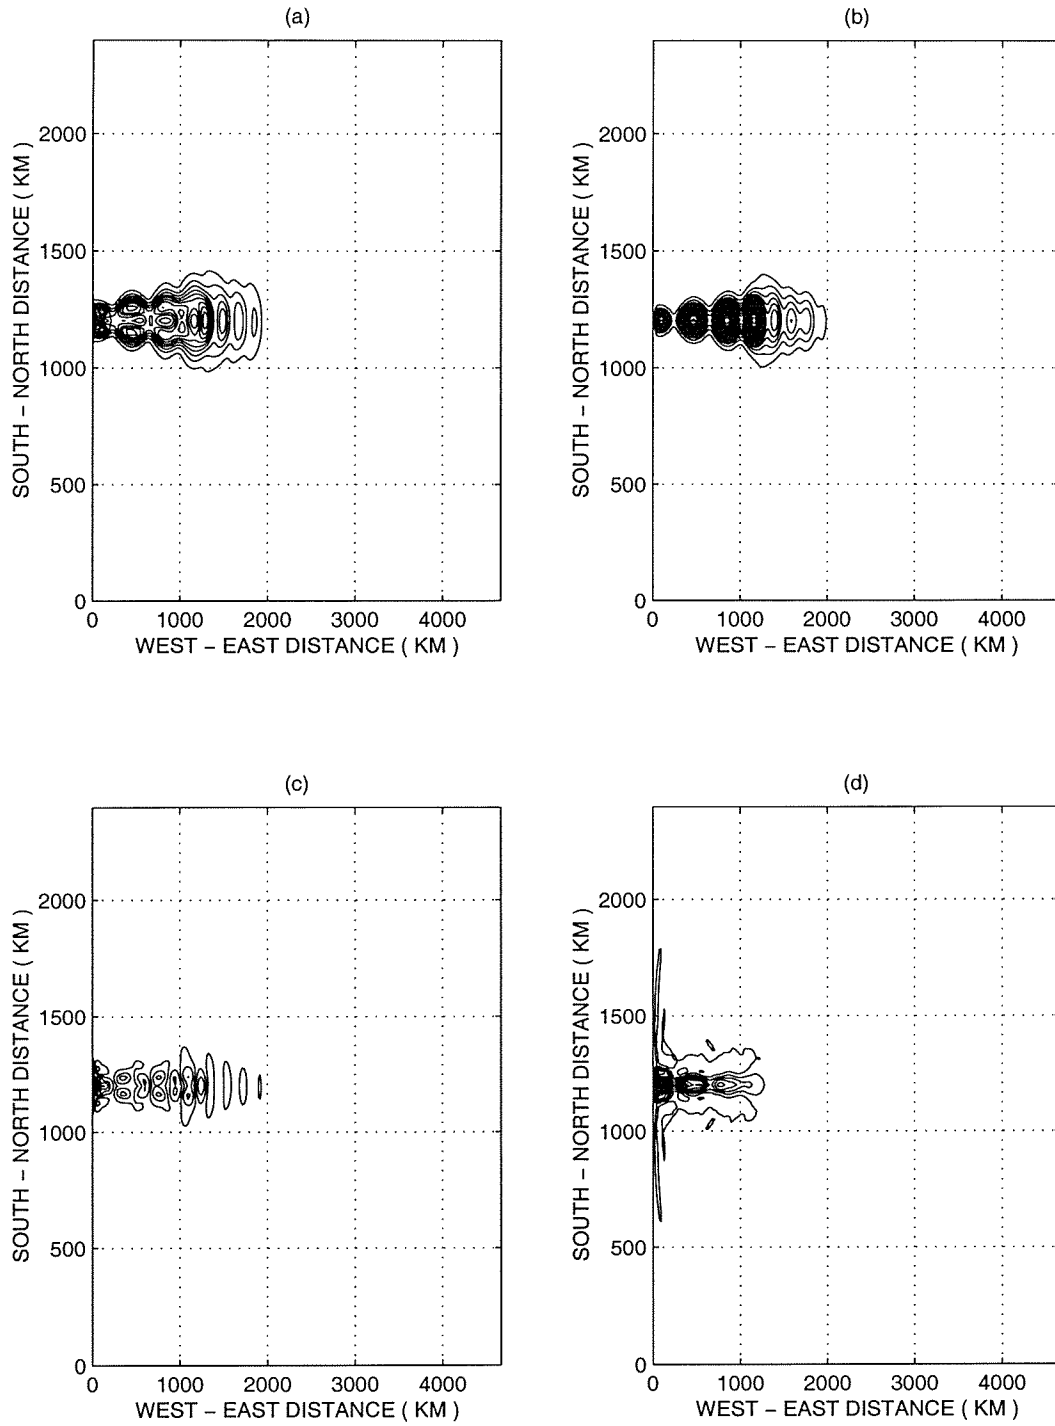 (a)
SOUTH – NORTH DISTANCE ( KM )
2000
1500
1000
500
0
0 1000 2000 3000 4000
WEST – EAST DISTANCE ( KM )
(b)
SOUTH – NORTH DISTANCE ( KM )
2000
1500
1000
500
0
0 1000 2000 3000 4000
WEST – EAST DISTANCE ( KM )
(c)
SOUTH – NORTH DISTANCE ( KM )
2000
1500
1000
500
0
0 1000 2000 3000 4000
WEST – EAST DISTANCE ( KM )
(d)
SOUTH – NORTH DISTANCE ( KM )
2000
1500
1000
500
0
0 1000 2000 3000 4000
WEST – EAST DISTANCE ( KM )